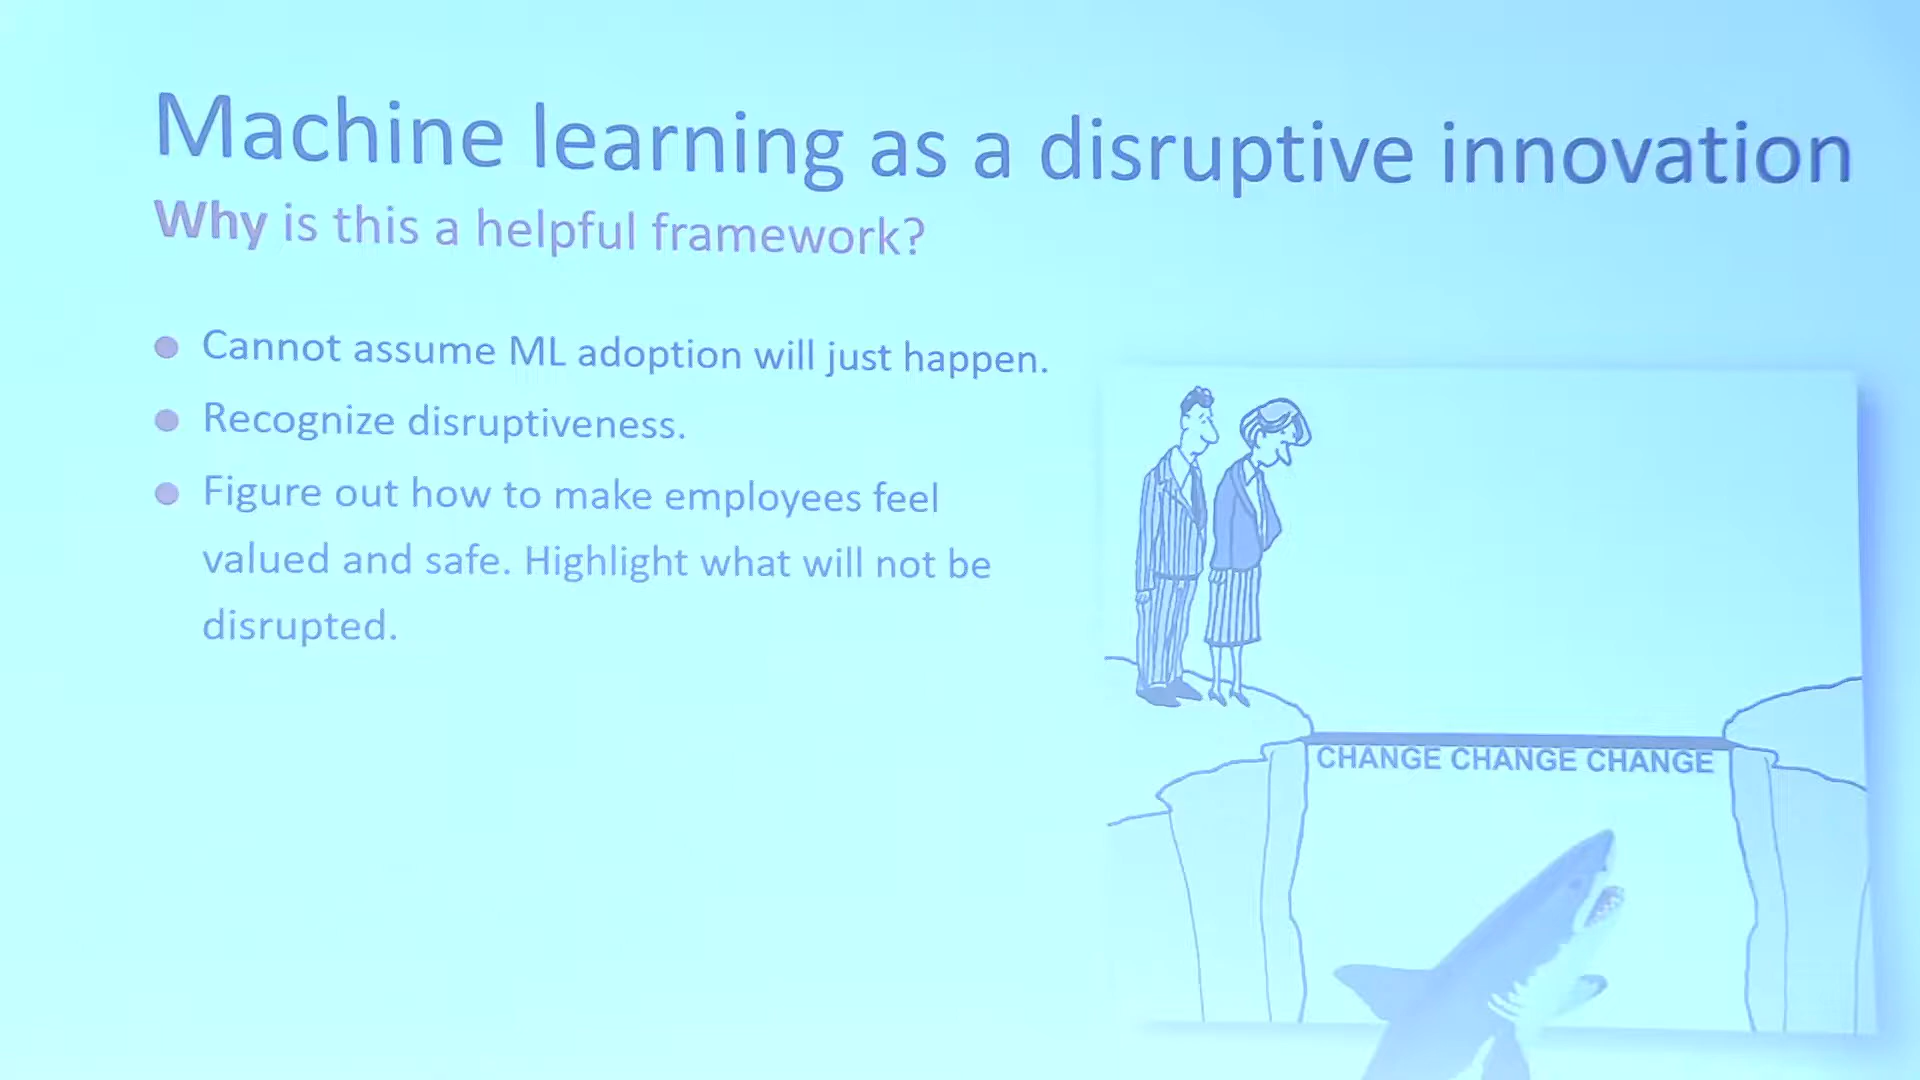 Machine learning as a disruptive innovation
Why is this a helpful framework?
Cannot assume ML adoption will just happen.
Recognize disruptiveness.
Figure out how to make employees feel
valued and safe. Highlight what will not be
disrupted.
CHANGE CHANGE CHANGE